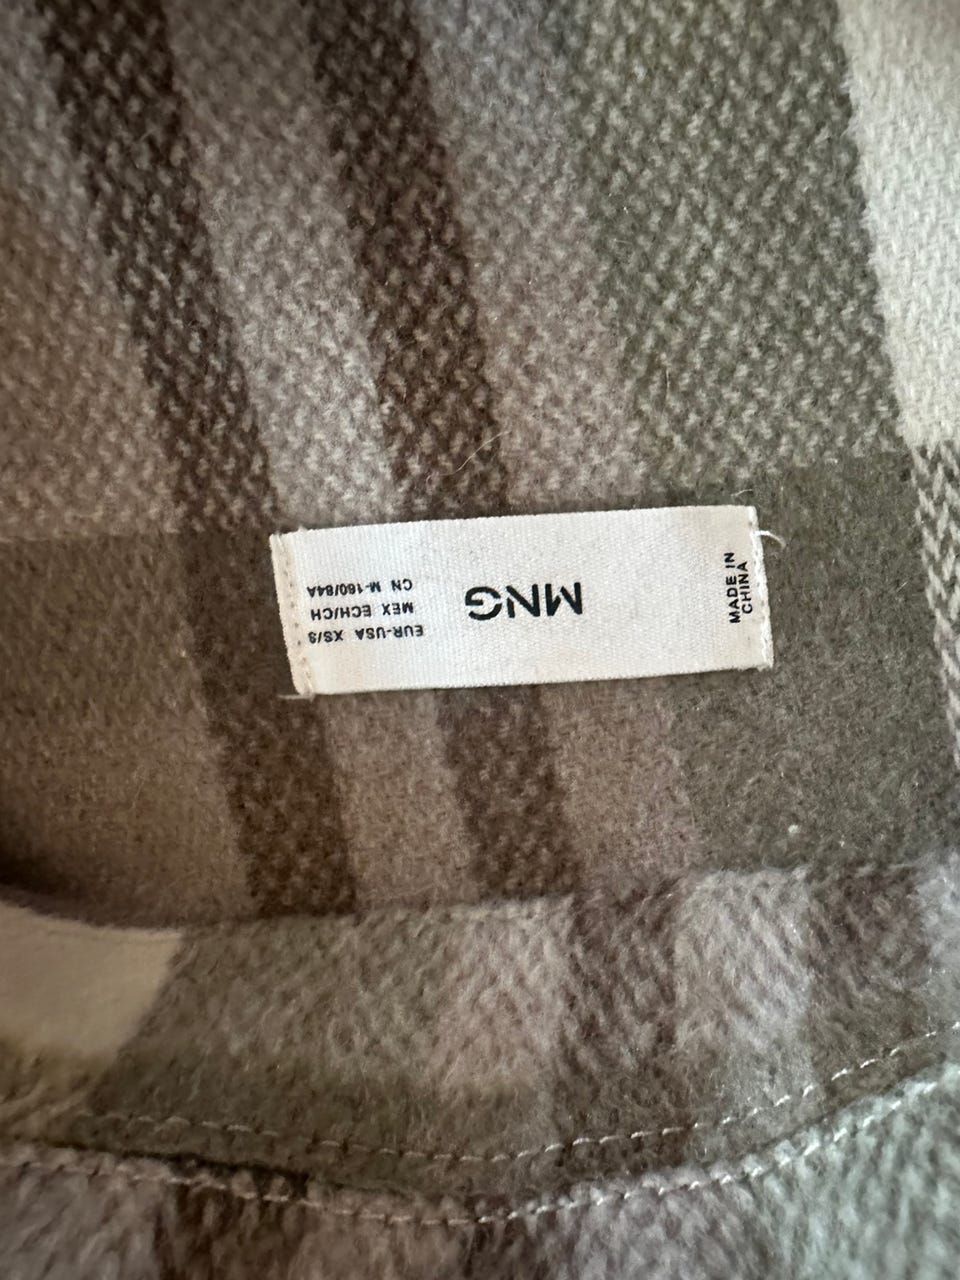 MNG
EUR-USA XS/S
MEX ECH/CH
CN M-160/84A
MADE IN
CHINA